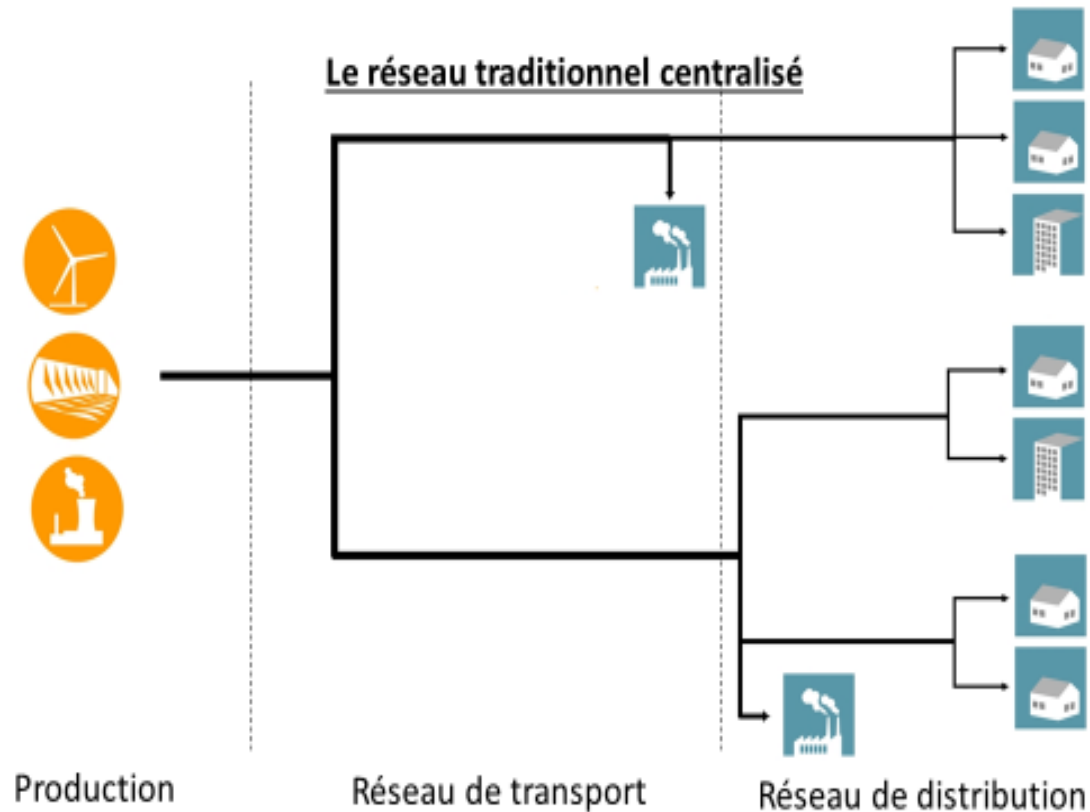 Le réseau traditionnel centralisé
Production
Réseau de transport
Réseau de distribution